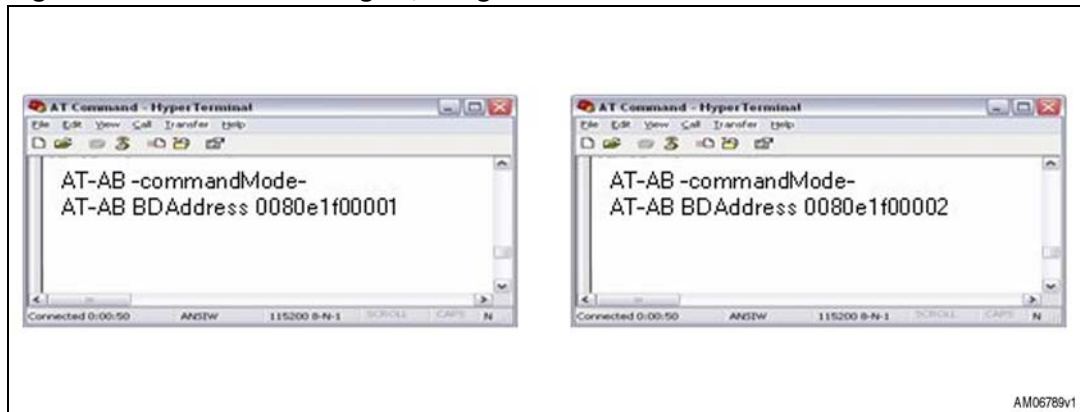 AT Command - HyperTerminal
File Edit View Call Transfer Help
AT-AB -commandMode-
AT-AB BDAddress 0080e1f00001
Connected 0:00:50 ANSIW 115200 8-N-1 SCROLL CAPS N
AT Command - HyperTerminal
File Edit View Call Transfer Help
AT-AB -commandMode-
AT-AB BDAddress 0080e1f00002
Connected 0:00:50 ANSIW 115200 8-N-1 SCROLL CAPS N
AM06789v1